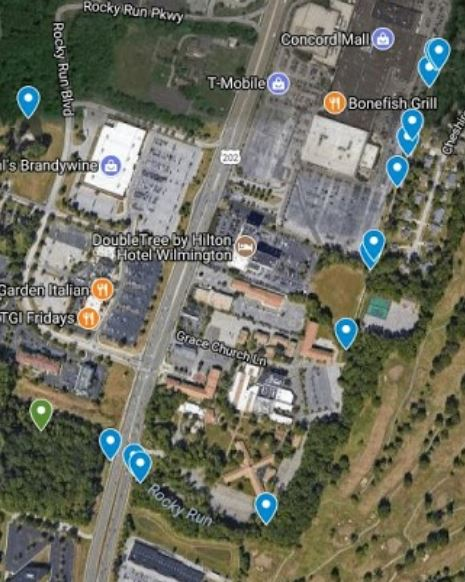 Rocky Run Pkwy
Rocky Run Blvd
Concord Mall
T-Mobile
Bonefish Grill
Cheshir
202
l's Brandywine
DoubleTree by Hilton
Hotel Wilmington
Garden Italian
TGI Fridays
Grace Church Ln
Rocky Run